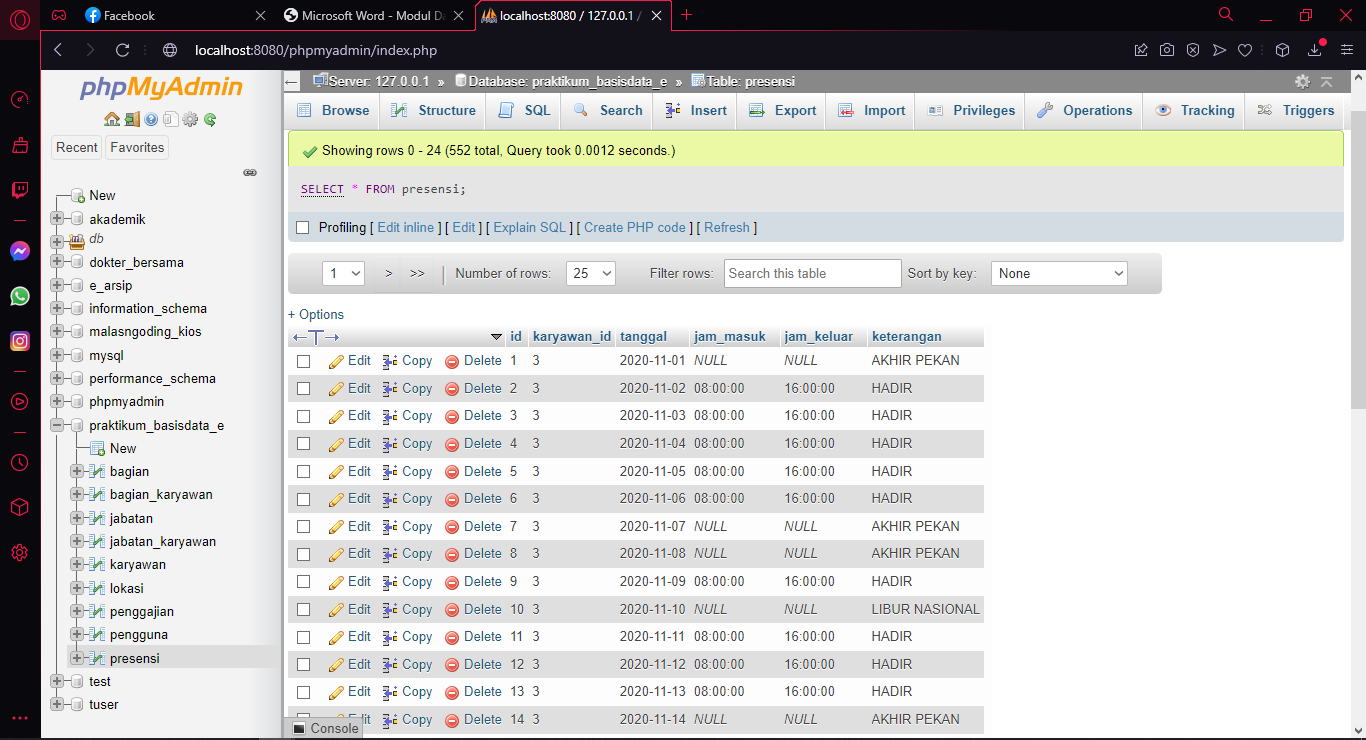 Facebook
Microsoft Word - Modul Da
localhost:8080 / 127.0.0.1 /
localhost:8080/phpmyadmin/index.php
phpMyAdmin
Recent Favorites
New
akademik
db
dokter_bersama
e_arsip
information_schema
malasngoding_kios
mysql
performance_schema
phpmyadmin
praktikum_basisdata_e
New
bagian
bagian_karyawan
jabatan
jabatan_karyawan
karyawan
lokasi
penggajian
pengguna
presensi
test
tuser
Server: 127.0.0.1 » Database: praktikum_basisdata_e » Table: presensi
Browse Structure SQL Search Insert Export Import Privileges Operations Tracking Triggers
Showing rows 0 - 24 (552 total, Query took 0.0012 seconds.)
SELECT * FROM presensi;
Profiling [ Edit inline ] [ Edit ] [ Explain SQL ] [ Create PHP code ] [ Refresh ]
1 > >> | Number of rows: 25 Filter rows: Search this table Sort by key: None
+ Options
id karyawan_id tanggal jam_masuk jam_keluar keterangan
Edit Copy Delete 1 3 2020-11-01 NULL NULL AKHIR PEKAN
Edit Copy Delete 2 3 2020-11-02 08:00:00 16:00:00 HADIR
Edit Copy Delete 3 3 2020-11-03 08:00:00 16:00:00 HADIR
Edit Copy Delete 4 3 2020-11-04 08:00:00 16:00:00 HADIR
Edit Copy Delete 5 3 2020-11-05 08:00:00 16:00:00 HADIR
Edit Copy Delete 6 3 2020-11-06 08:00:00 16:00:00 HADIR
Edit Copy Delete 7 3 2020-11-07 NULL NULL AKHIR PEKAN
Edit Copy Delete 8 3 2020-11-08 NULL NULL AKHIR PEKAN
Edit Copy Delete 9 3 2020-11-09 08:00:00 16:00:00 HADIR
Edit Copy Delete 10 3 2020-11-10 NULL NULL LIBUR NASIONAL
Edit Copy Delete 11 3 2020-11-11 08:00:00 16:00:00 HADIR
Edit Copy Delete 12 3 2020-11-12 08:00:00 16:00:00 HADIR
Edit Copy Delete 13 3 2020-11-13 08:00:00 16:00:00 HADIR
Edit Copy Delete 14 3 2020-11-14 NULL NULL AKHIR PEKAN
Console